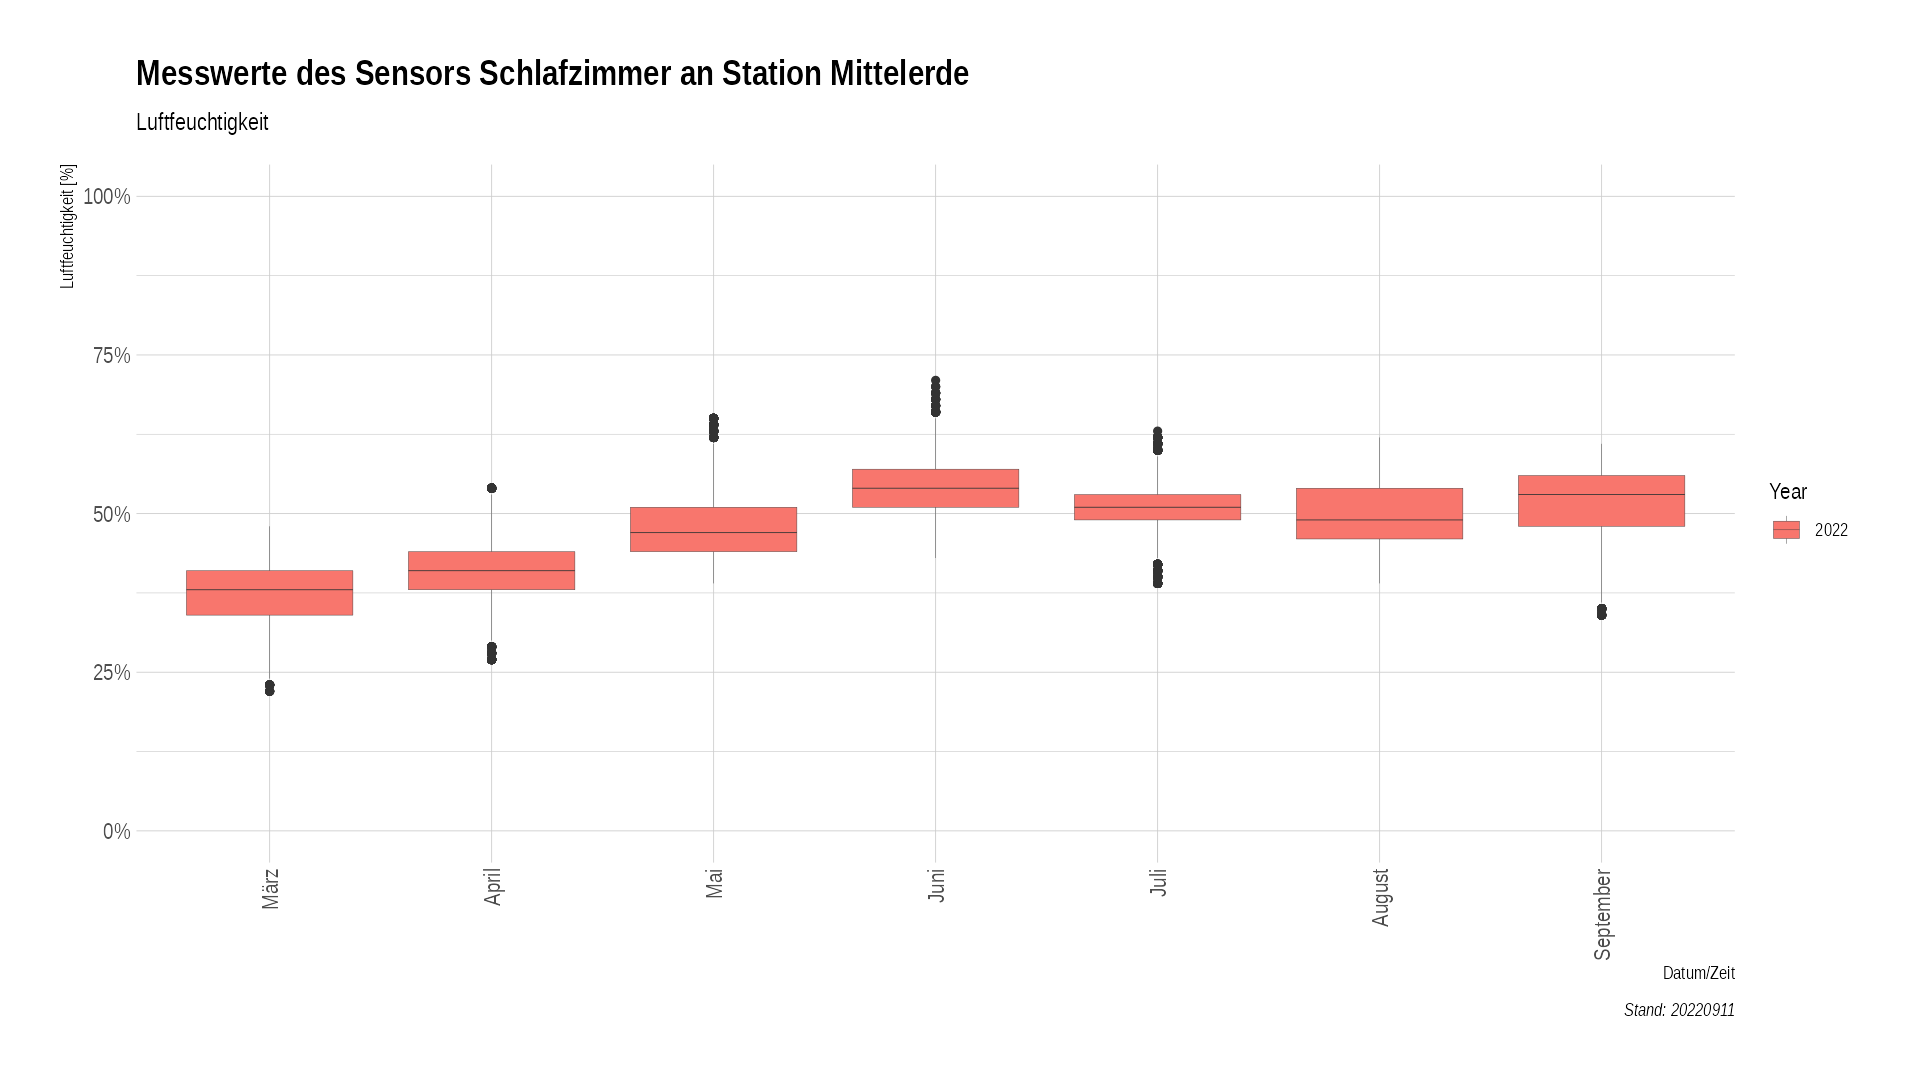 Messwerte des Sensors Schlafzimmer an Station Mittelerde
Luftfeuchtigkeit
Luftfeuchtigkeit [%]
100%
75%
50%
25%
0%
März
April
Mai
Juni
Juli
August
September
Datum/Zeit
Stand: 20220911
Year
2022